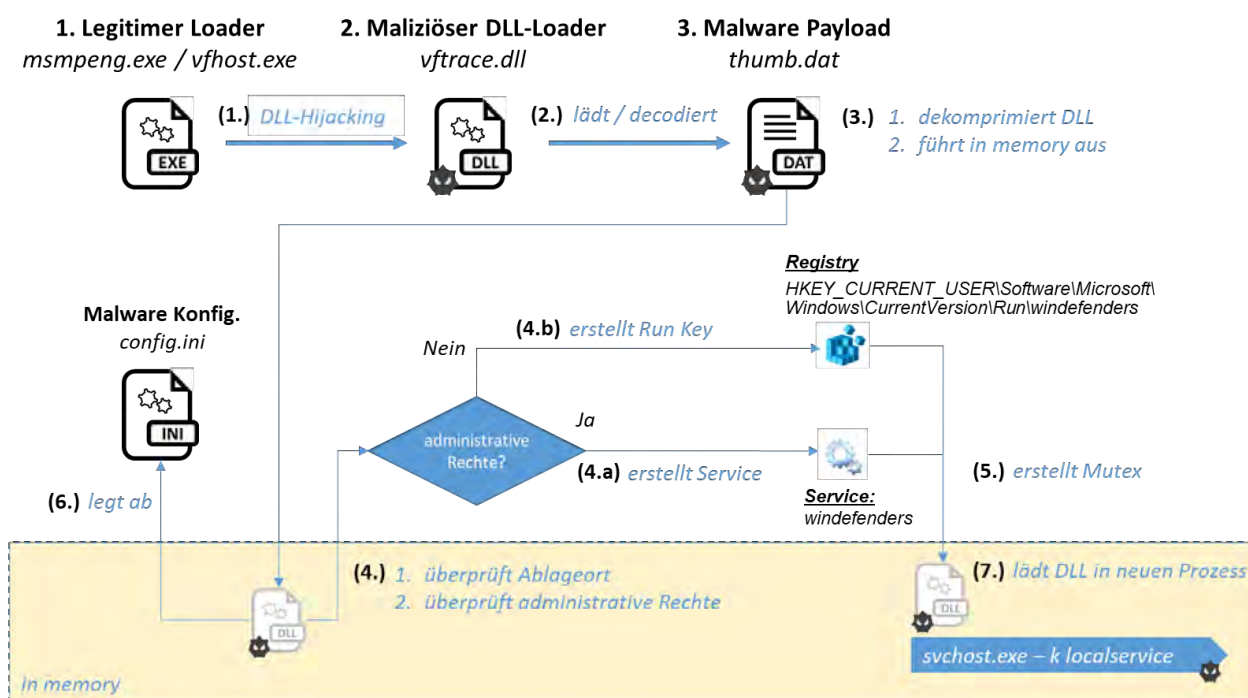 1. Legitimer Loader
msmpeng.exe / vfhost.exe
2. Maliziöser DLL-Loader
vftrace.dll
3. Malware Payload
thumb.dat
(1.) DLL-Hijacking
(2.) lädt / decodiert
(3.) 1. dekomprimiert DLL
2. führt in memory aus
EXE
DLL
DAT
Registry
HKEY_CURRENT_USER\Software\Microsoft\
Windows\CurrentVersion\Run\windefenders
Malware Konfig.
config.ini
INI
(4.b) erstellt Run Key
Nein
administrative
Rechte?
Ja
(4.a) erstellt Service
Service:
windefenders
(5.) erstellt Mutex
(6.) legt ab
(4.) 1. überprüft Ablageort
2. überprüft administrative Rechte
DLL
(7.) lädt DLL in neuen Prozess
DLL
svchost.exe – k localservice
in memory